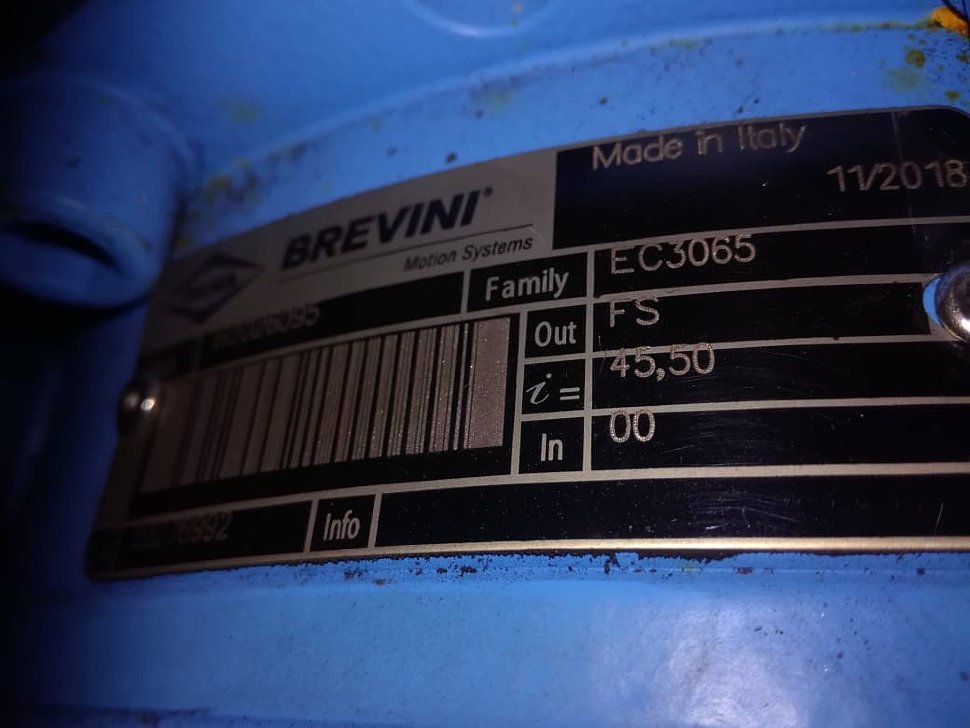 Made in Italy
11/2018
BREVINI®
Motion Systems
Family
EC3065
Out
FS
i =
45,50
In
00
Info